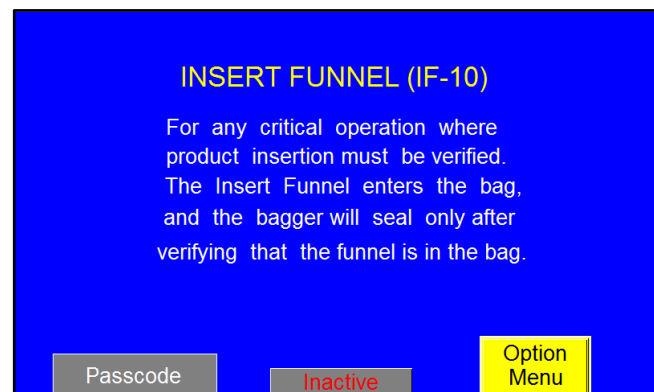 INSERT FUNNEL (IF-10)
For any critical operation where
product insertion must be verified.
The Insert Funnel enters the bag,
and the bagger will seal only after
verifying that the funnel is in the bag.
Passcode
Inactive
Option
Menu